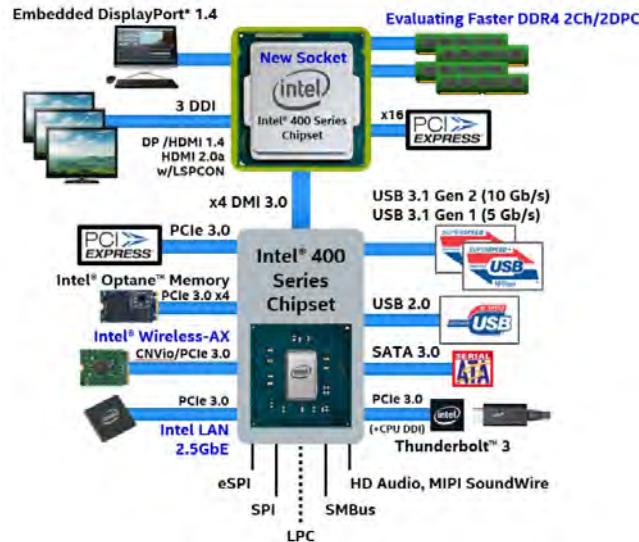 Embedded DisplayPort* 1.4
Evaluating Faster DDR4 2Ch/2DPC
New Socket
intel
Intel® 400 Series
Chipset
3 DDI
DP /HDMI 1.4
HDMI 2.0a
w/LSPCON
x16
PCI
EXPRESS
x4 DMI 3.0
USB 3.1 Gen 2 (10 Gb/s)
USB 3.1 Gen 1 (5 Gb/s)
PCI
EXPRESS
PCIe 3.0
Intel® 400
Series
Chipset
USB
Intel® Optane™ Memory
PCIe 3.0 x4
USB 2.0
USB
Intel® Wireless-AX
CNVio/PCIe 3.0
SATA 3.0
SERIAL
ATA
intel
PCIe 3.0
Intel LAN
2.5GbE
PCIe 3.0
(+CPU DDI)
intel
Thunderbolt™ 3
eSPI
SPI
LPC
SMBus
HD Audio, MIPI SoundWire